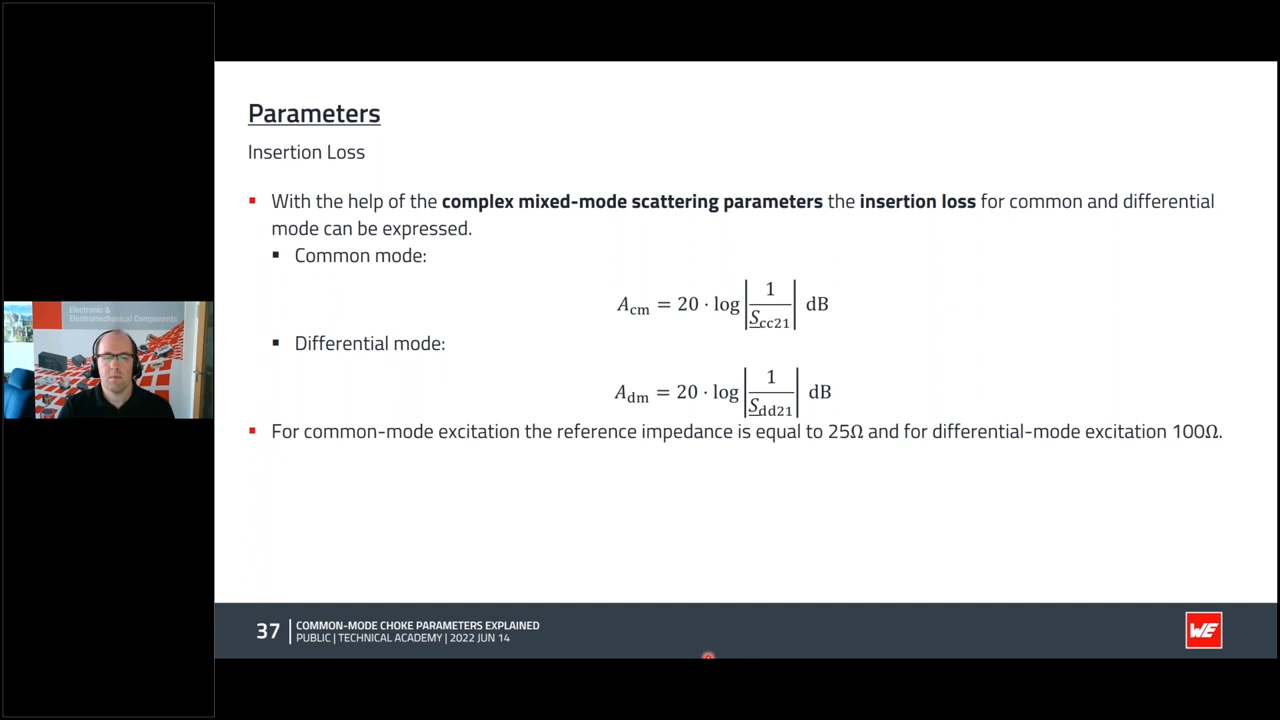 Parameters
Insertion Loss
▪ With the help of the complex mixed-mode scattering parameters the insertion loss for common and differential
mode can be expressed.
▪ Common mode:
A_cm = 20 · log |1 / S_cc21| dB
▪ Differential mode:
A_dm = 20 · log |1 / S_dd21| dB
▪ For common-mode excitation the reference impedance is equal to 25Ω and for differential-mode excitation 100Ω.
Electronic &
Electromechanical Components
37
COMMON-MODE CHOKE PARAMETERS EXPLAINED
PUBLIC | TECHNICAL ACADEMY | 2022 JUN 14
WE